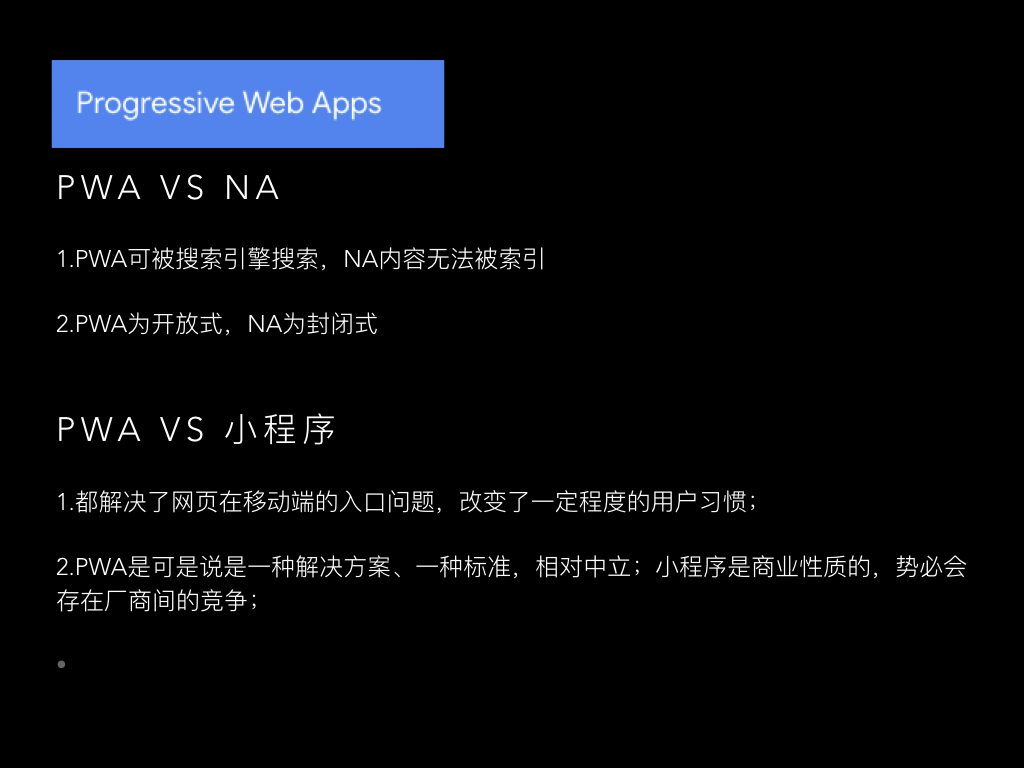 Progressive Web Apps
PWA VS NA
1.PWA可被搜索引擎搜索，NA内容无法被索引
2.PWA为开放式，NA为封闭式
PWA VS 小程序
1.都解决了网页在移动端的入口问题，改变了一定程度的用户习惯；
2.PWA是可是说是一种解决方案、一种标准，相对中立；小程序是商业性质的，势必会
存在厂商间的竞争；